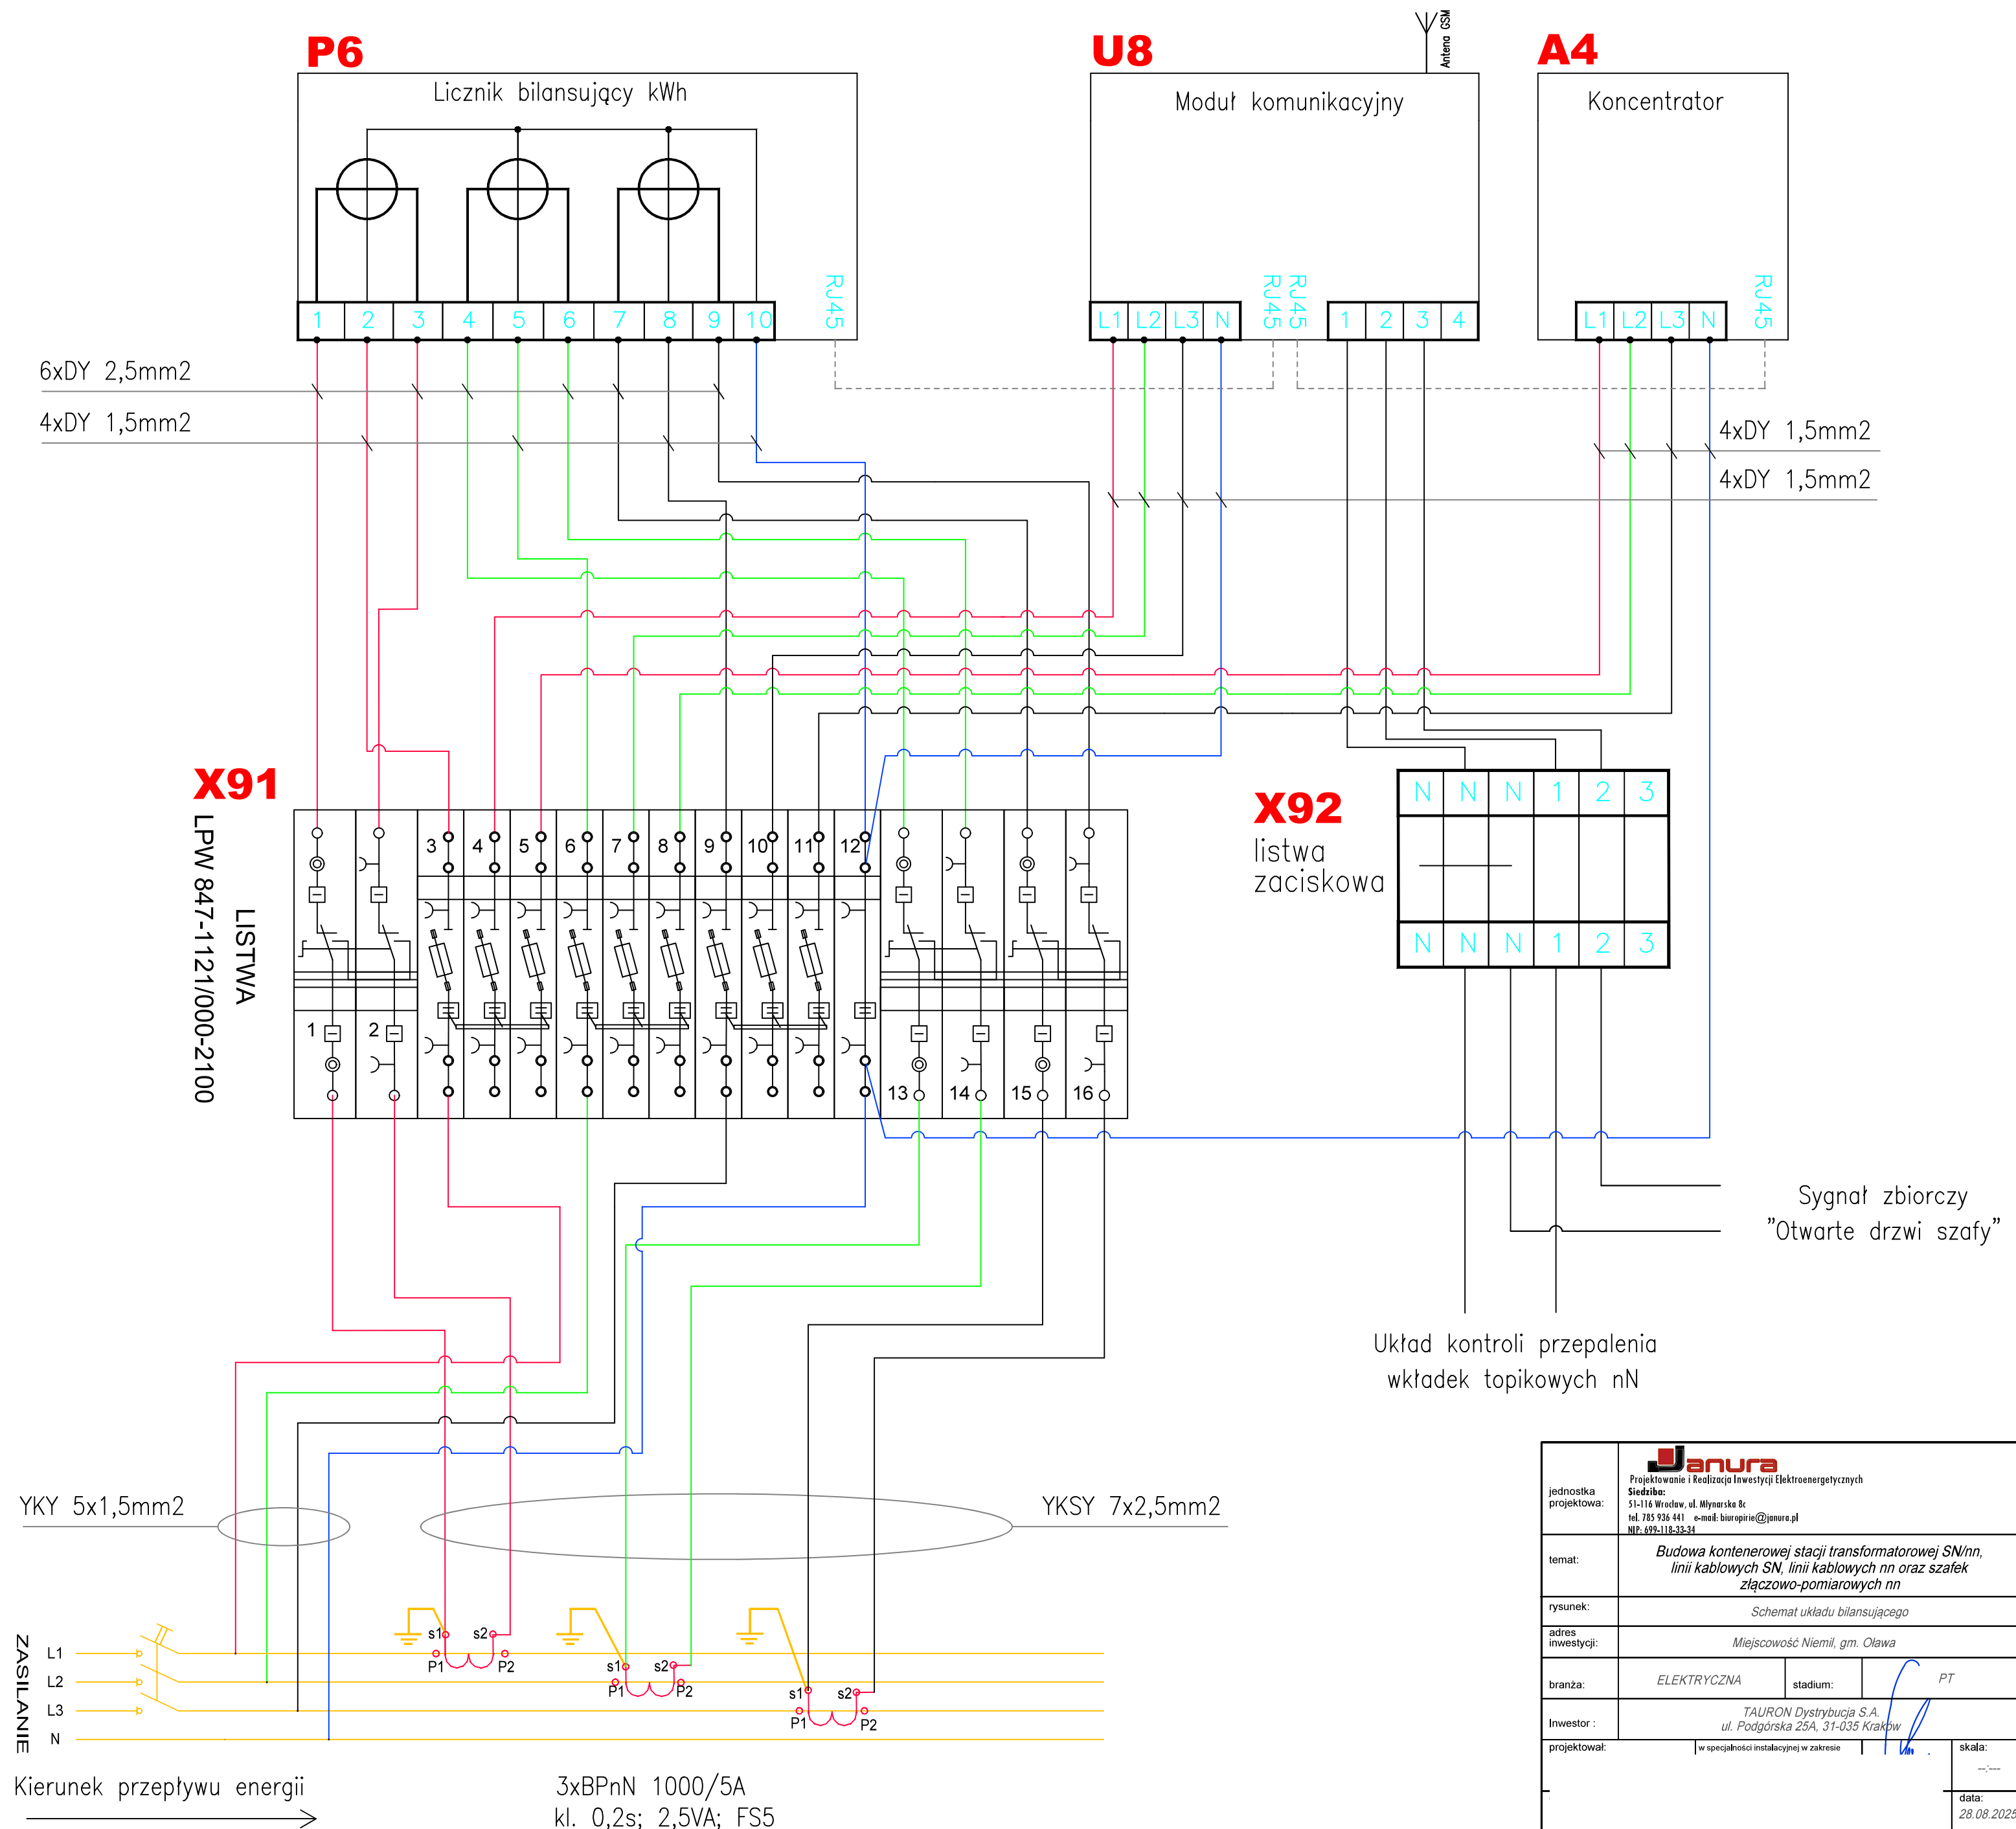 P6
U8
A4
Antena GSM
Licznik bilansujący kWh
Moduł komunikacyjny
Koncentrator
RJ45
RJ45
RJ45
RJ45
1 2 3 4 5 6 7 8 9 10
L1 L2 L3 N
1 2 3 4
L1 L2 L3 N
6xDY 2,5mm2
4xDY 1,5mm2
4xDY 1,5mm2
4xDY 1,5mm2
X91
LISTWA
LPW 847-1121/000-2100
3 4 5 6 7 8 9 10 11 12
1 2
13 14 15 16
X92
listwa
zaciskowa
N N N 1 2 3
N N N 1 2 3
Sygnał zbiorczy
"Otwarte drzwi szafy"
Układ kontroli przepalenia
wkładek topikowych nN
YKY 5x1,5mm2
YKSY 7x2,5mm2
ZASILANIE
L1
L2
L3
N
s1 s2
P1 P2
s1 s2
P1 P2
s1 s2
P1 P2
Kierunek przepływu energii
3xBPnN 1000/5A
kl. 0,2s; 2,5VA; FS5
jednostka
projektowa:
Janura
Projektowanie i Realizacja Inwestycji Elektroenergetycznych
Siedziba:
51-116 Wrocław, ul. Młynarska 8c
tel. 785 936 441 e-mail: biuropirie@janura.pl
NIP: 699-118-33-34
temat:
Budowa kontenerowej stacji transformatorowej SN/nn,
linii kablowych SN, linii kablowych nn oraz szafek
złączowo-pomiarowych nn
rysunek:
Schemat układu bilansującego
adres
inwestycji:
Miejscowość Niemil, gm. Oława
branża:
ELEKTRYCZNA
stadium:
PT
Inwestor :
TAURON Dystrybucja S.A.
ul. Podgórska 25A, 31-035 Kraków
projektował:
w specjalności instalacyjnej w zakresie
skala:
--:---
data:
28.08.2025